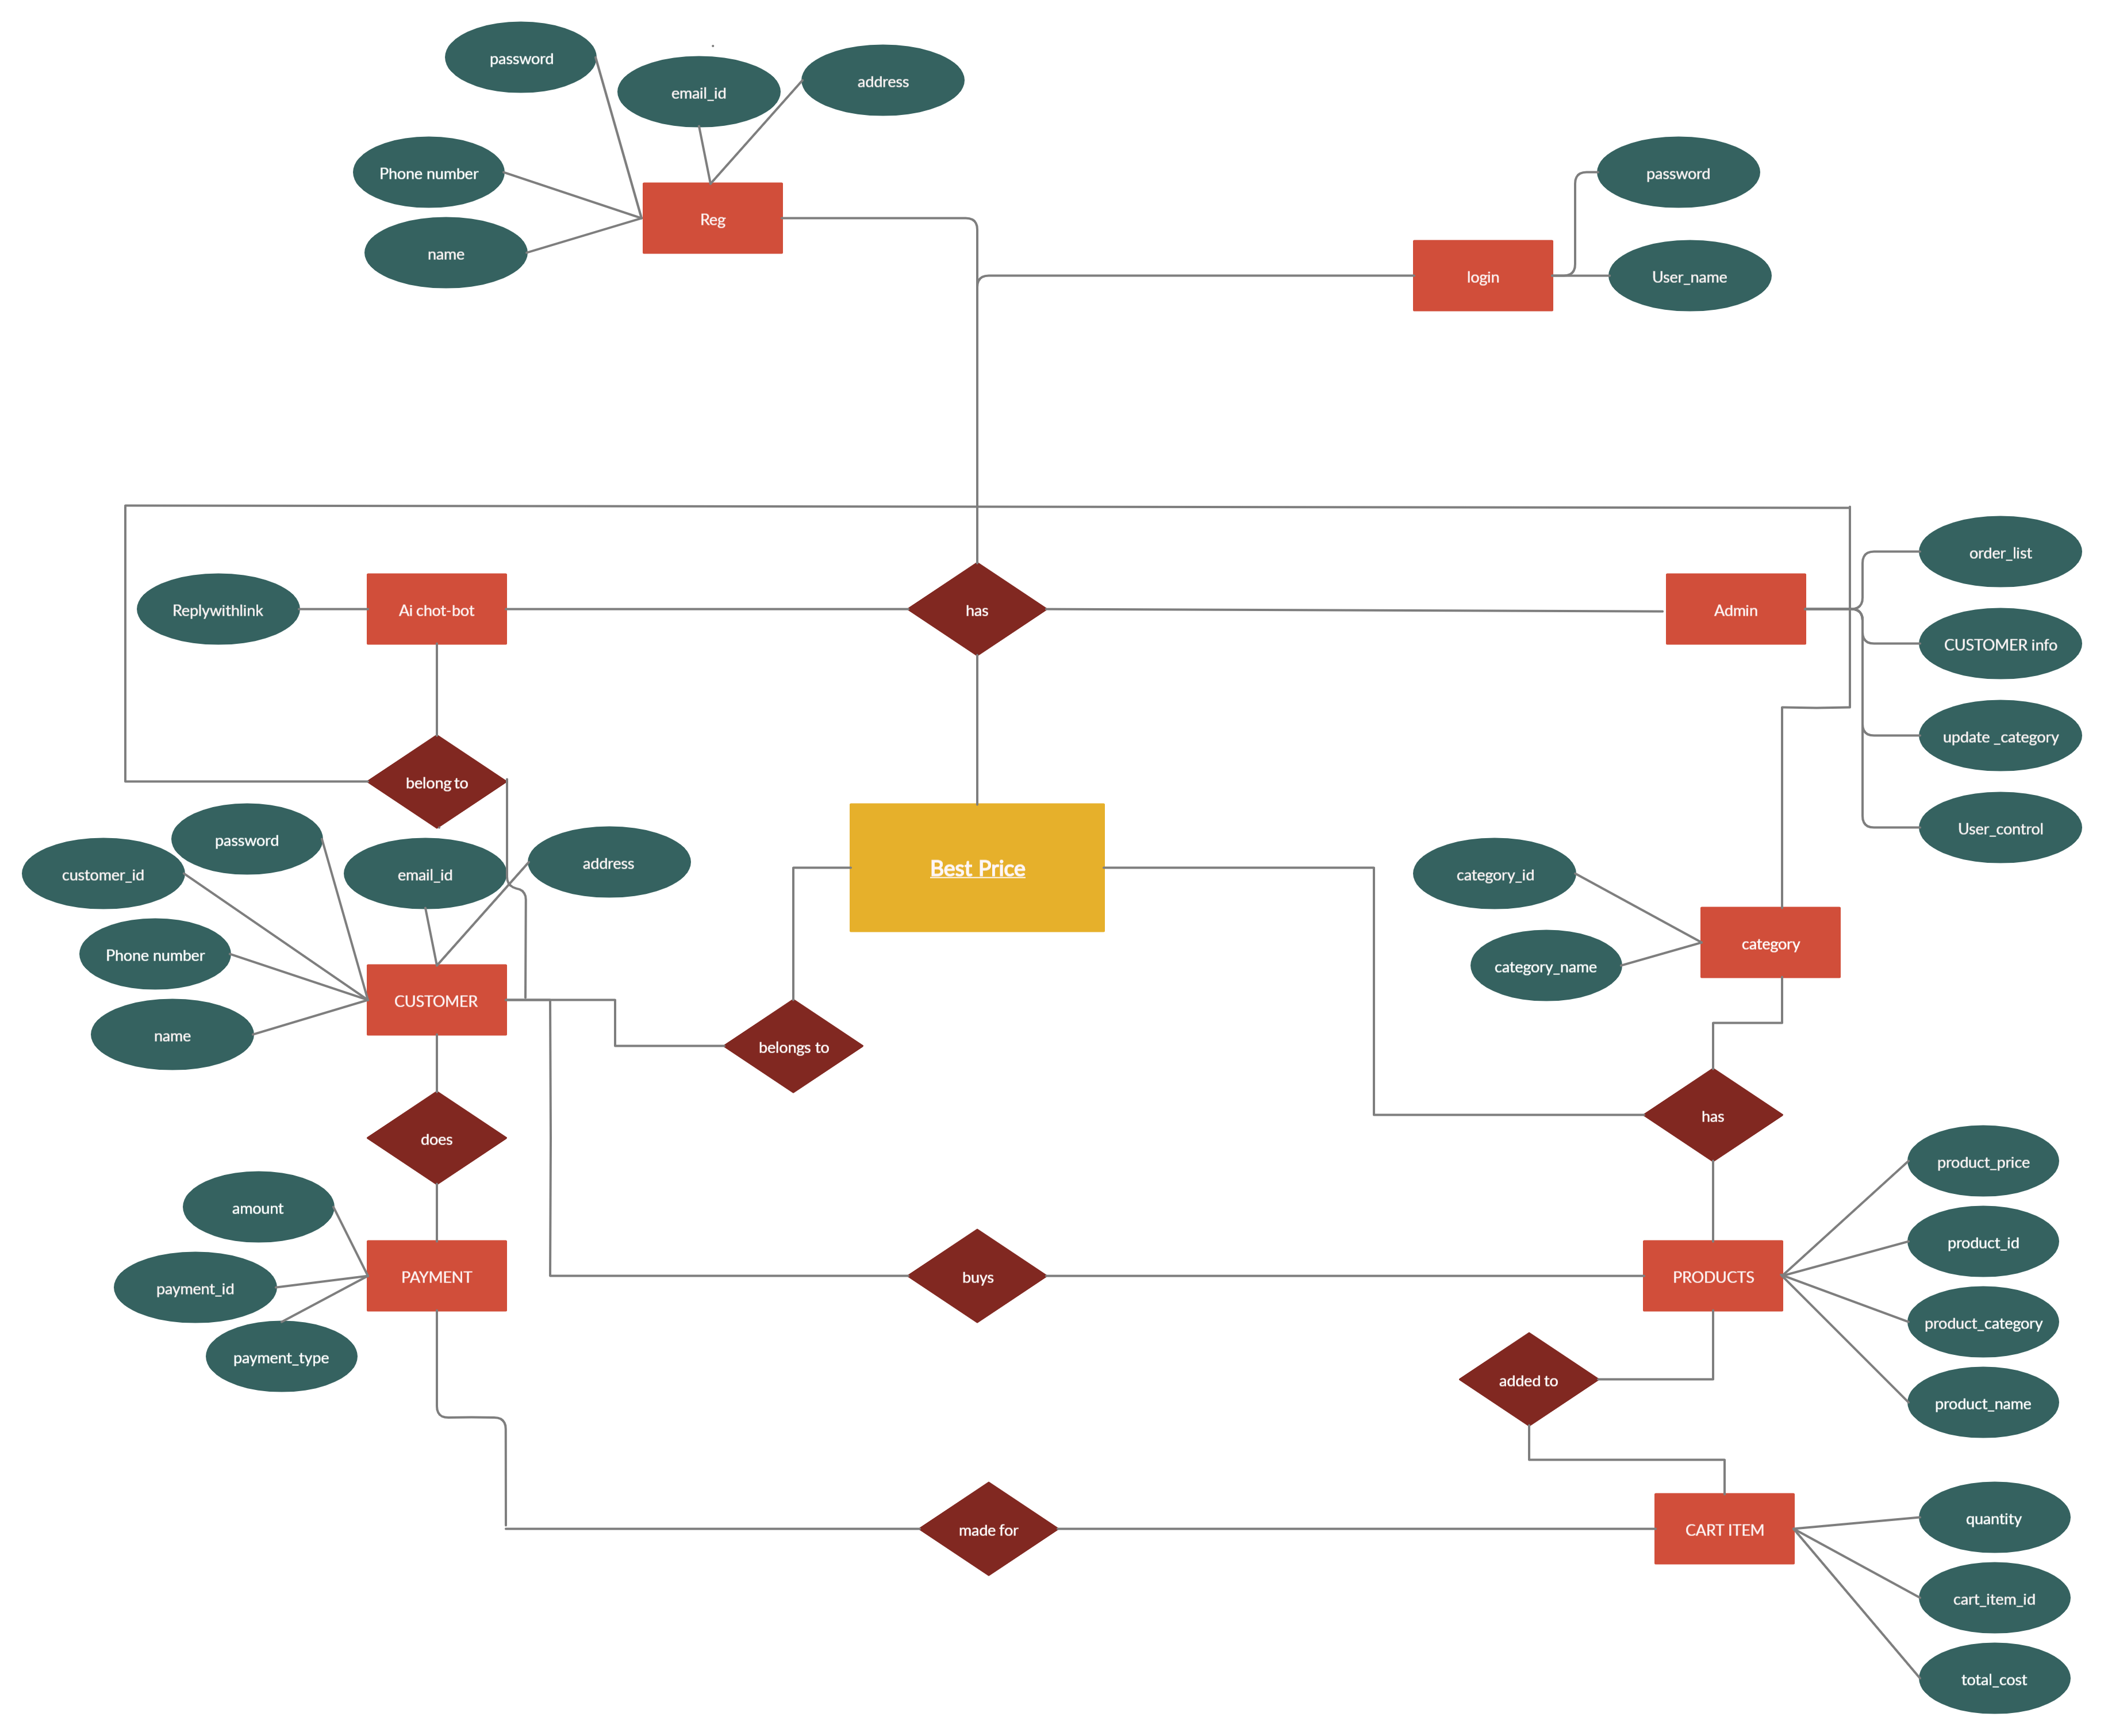 password
email_id
address
Phone number
Reg
name
password
login
User_name
order_list
Replywithlink
Ai chot-bot
has
Admin
CUSTOMER info
update _category
belong to
User_control
password
customer_id
email_id
address
Best Price
category_id
Phone number
category_name
category
CUSTOMER
name
belongs to
does
has
product_price
amount
product_id
payment_id
PAYMENT
buys
PRODUCTS
product_category
payment_type
added to
product_name
made for
CART ITEM
quantity
cart_item_id
total_cost